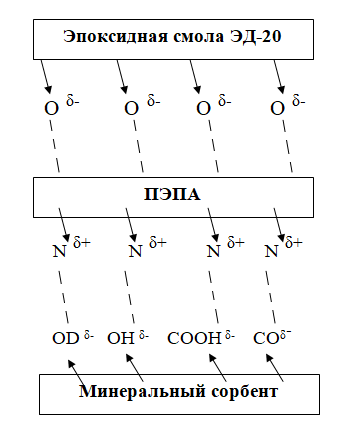 Эпоксидная смола ЭД-20
O δ- O δ- O δ- O δ-
ПЭПА
N δ+ N δ+ N δ+ N δ+
OD δ- OH δ- COOH δ- CO δ-
Минеральный сорбент